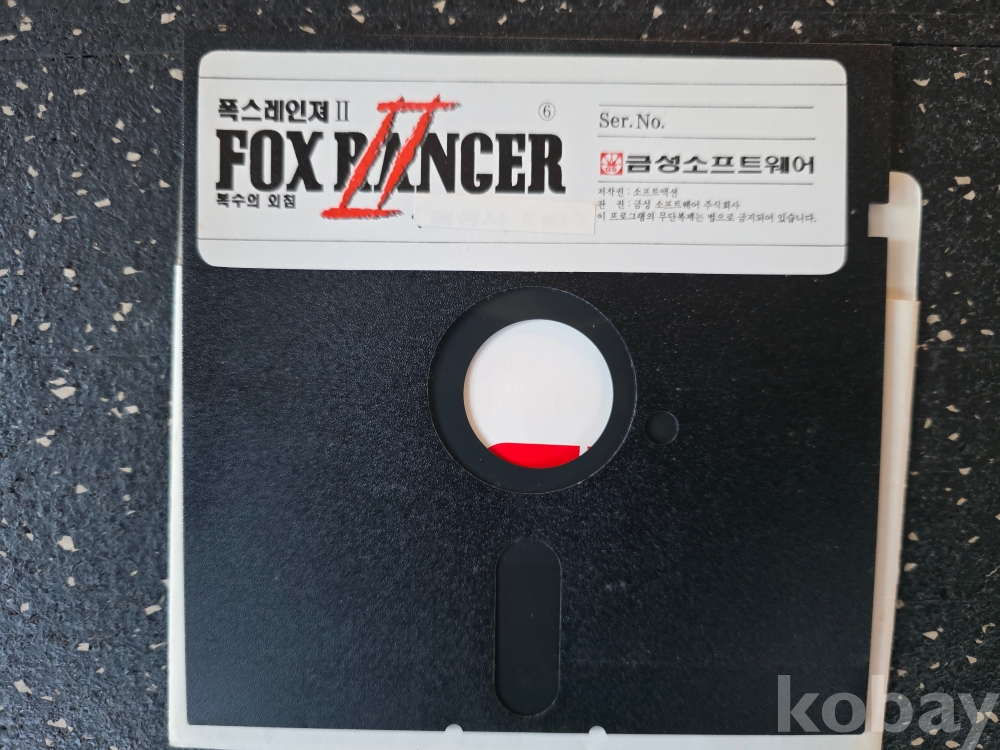 폭스레인져 II
FOX RANGER
II
복수의 외침
⑥
Ser. No.
GS 금성소프트웨어
저작권 : 소프트액션
판 권 : 금성 소프트웨어 주식회사
이 프로그램의 무단복제는 법으로 금지되어 있습니다.
kobay